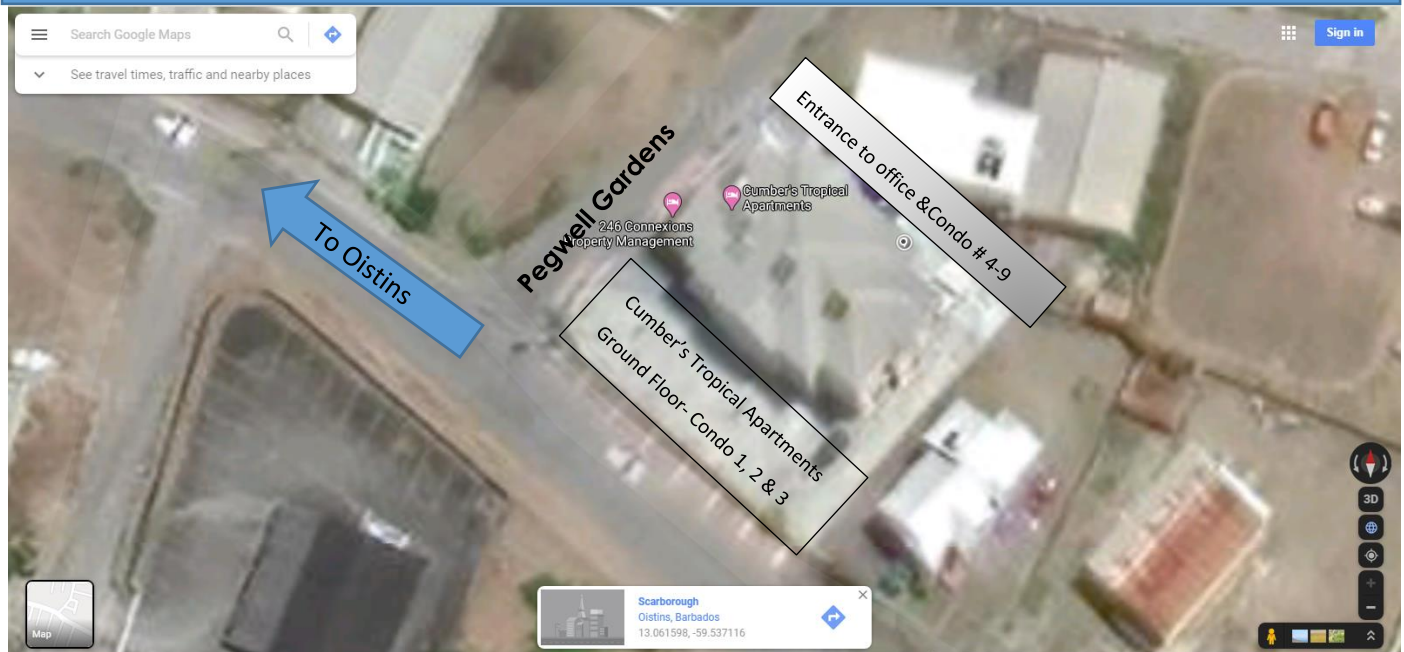 Search Google Maps
See travel times, traffic and nearby places
Sign in
Entrance to office &Condo # 4-9
Pegwell Gardens
Cumber's Tropical
Apartments
246 Connexions
Property Management
To Oistins
Cumber's Tropical Apartments
Ground Floor- Condo 1, 2 & 3
3D
Scarborough
Oistins, Barbados
13.061598, -59.537116
Map